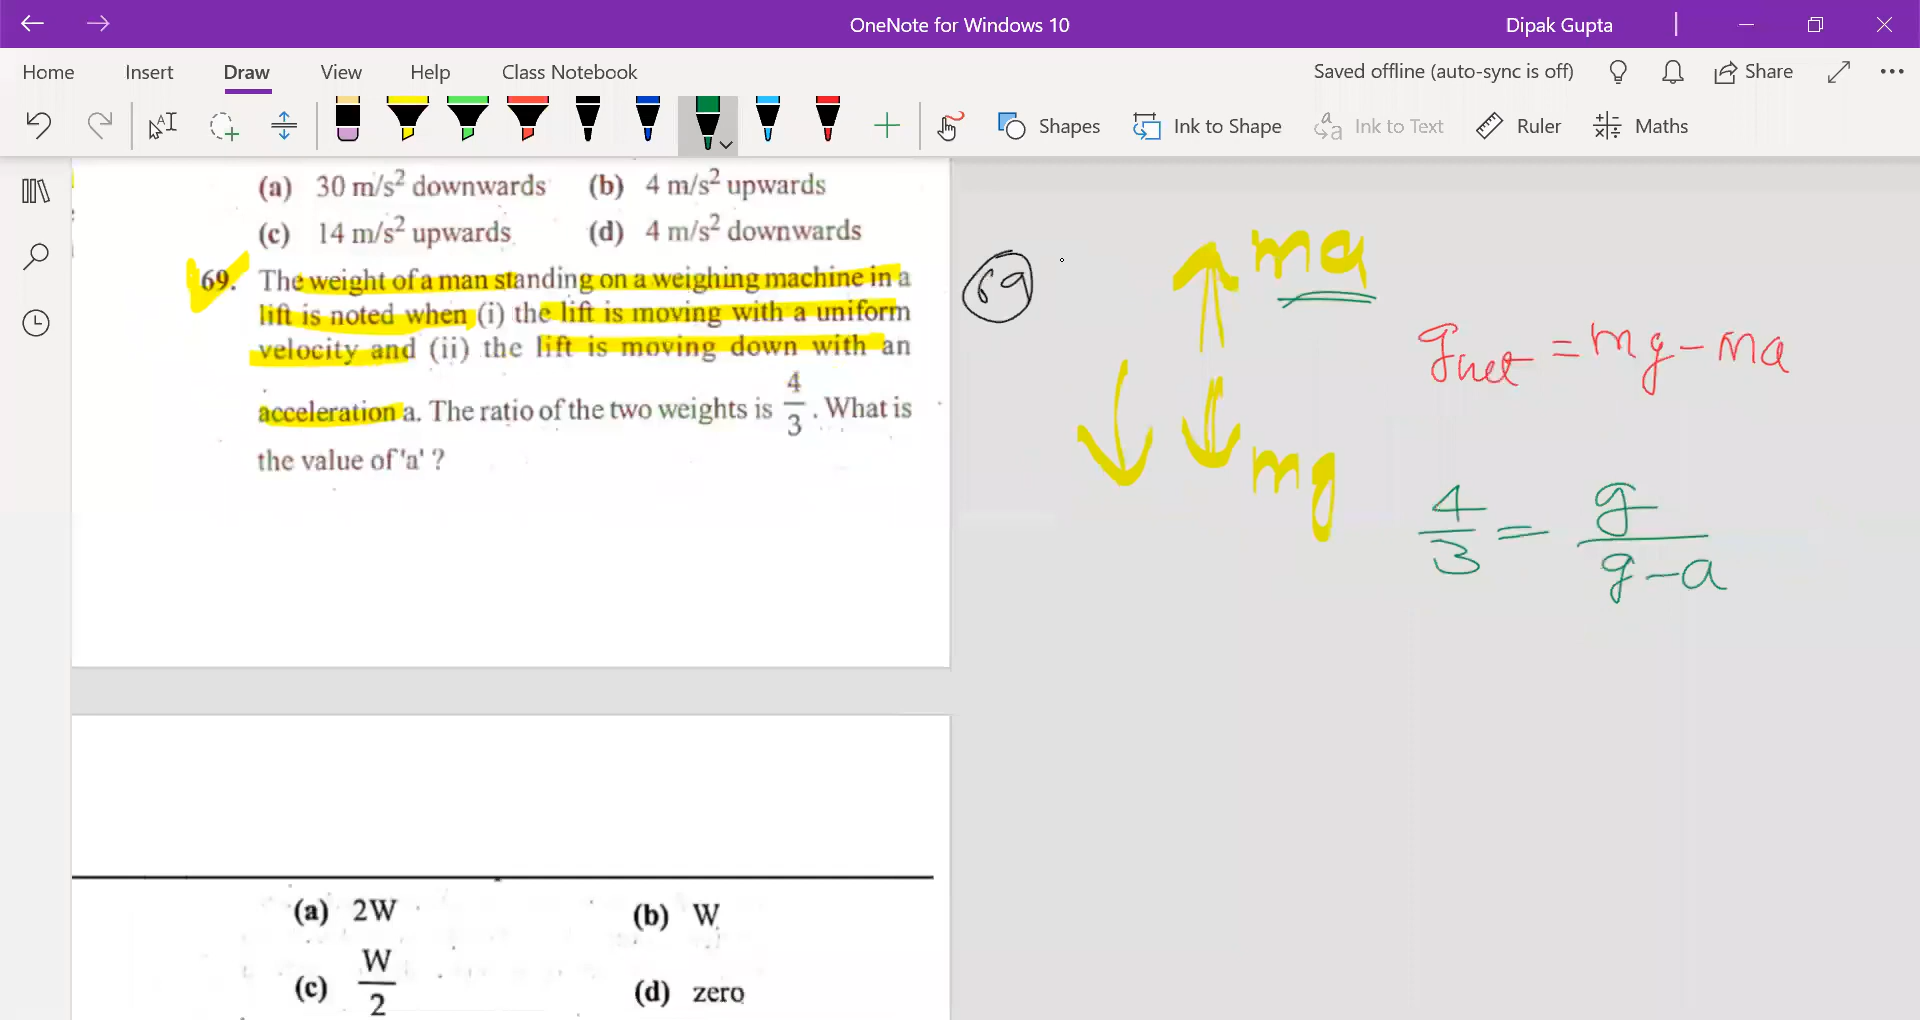 OneNote for Windows 10
Dipak Gupta
Home Insert Draw View Help Class Notebook
Saved offline (auto-sync is off)
Share
Shapes
Ink to Shape
Ink to Text
Ruler
Maths
(a) 30 m/s² downwards (b) 4 m/s² upwards
(c) 14 m/s² upwards (d) 4 m/s² downwards
69. The weight of a man standing on a weighing machine in a
lift is noted when (i) the lift is moving with a uniform
velocity and (ii) the lift is moving down with an
acceleration a. The ratio of the two weights is 4/3. What is
the value of 'a' ?
(a) 2W (b) W
(c) W/2 (d) zero
69
ma
mg
gnet = mg - ma
4/3 = g/(g-a)